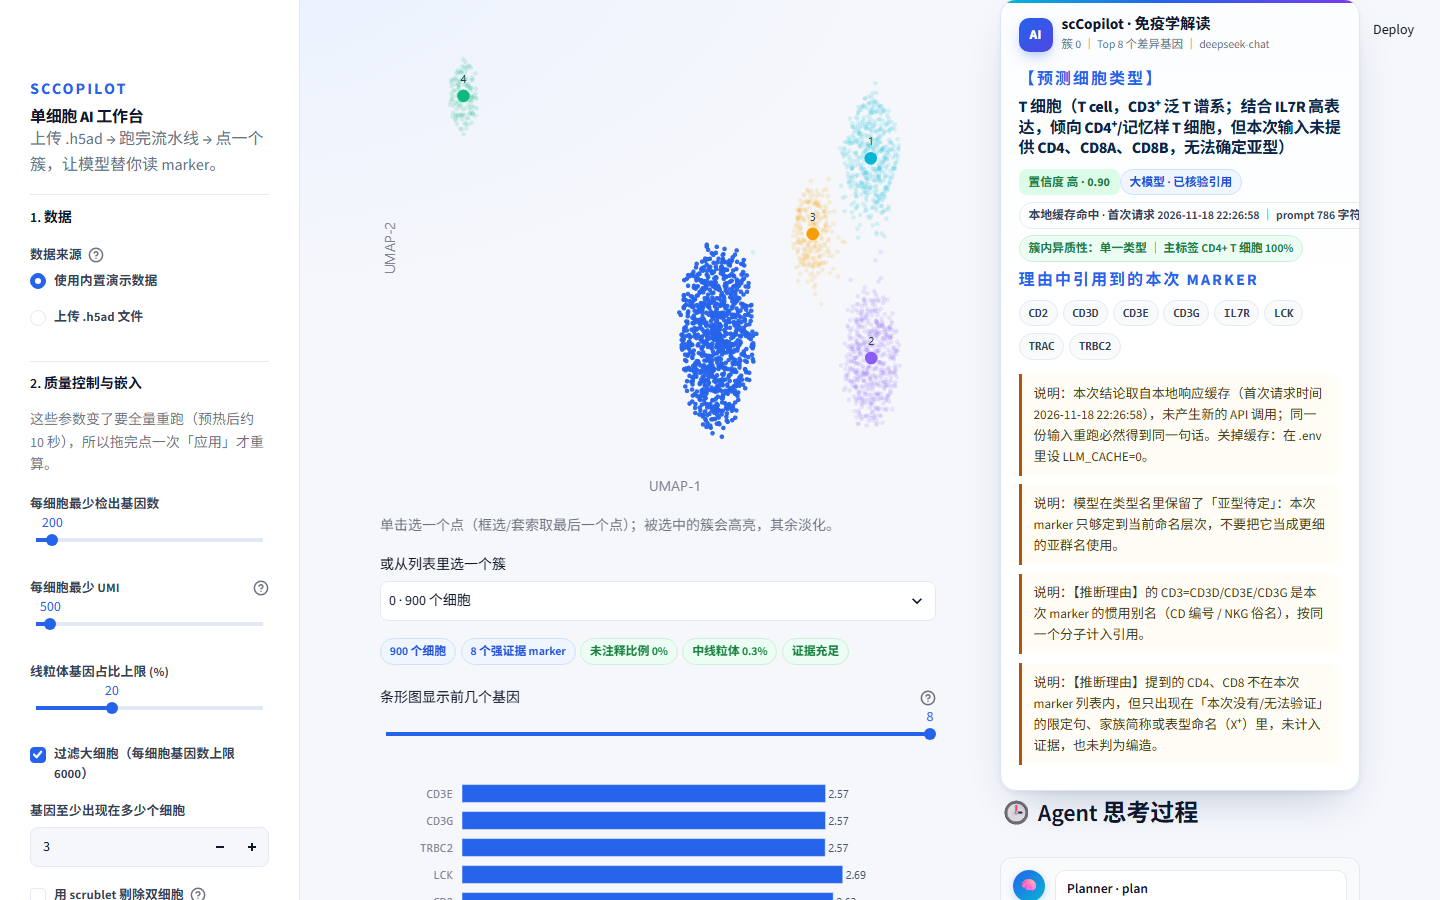 SCCOPILOT
单细胞 AI 工作台
上传 .h5ad → 跑完流水线 → 点一个
簇，让模型替你读 marker。
1. 数据
数据来源
使用内置演示数据
上传 .h5ad 文件
2. 质量控制与嵌入
这些参数变了要全量重跑（预热后约
10 秒），所以拖完点一次「应用」才重
算。
每细胞最少检出基因数
200
每细胞最少 UMI
500
线粒体基因占比上限 (%)
20
过滤大细胞（每细胞基因数上限
6000）
基因至少出现在多少个细胞
3
用 scrublet 剔除双细胞
4
1
3
2
UMAP-2
UMAP-1
单击选一个点（框选/套索取最后一个点）；被选中的簇会高亮，其余淡化。
或从列表里选一个簇
0 · 900 个细胞
900 个细胞
8 个强证据 marker
未注释比例 0%
中线粒体 0.3%
证据充足
条形图显示前几个基因
8
CD3E 2.57
CD3G 2.57
TRBC2 2.57
LCK 2.69
Deploy
AI
scCopilot · 免疫学解读
簇 0 | Top 8 个差异基因 | deepseek-chat
【预测细胞类型】
T 细胞（T cell，CD3⁺ 泛 T 谱系；结合 IL7R 高表
达，倾向 CD4⁺/记忆样 T 细胞，但本次输入未提
供 CD4、CD8A、CD8B，无法确定亚型）
置信度 高 · 0.90
大模型 · 已核验引用
本地缓存命中 · 首次请求 2026-11-18 22:26:58 | prompt 786 字符
簇内异质性：单一类型 | 主标签 CD4+ T 细胞 100%
理由中引用到的本次 MARKER
CD2
CD3D
CD3E
CD3G
IL7R
LCK
TRAC
TRBC2
说明：本次结论取自本地响应缓存（首次请求时间
2026-11-18 22:26:58），未产生新的 API 调用；同一
份输入重跑必然得到同一句话。关掉缓存：在 .env
里设 LLM_CACHE=0。
说明：模型在类型名里保留了「亚型待定」：本次
marker 只够定到当前命名层次，不要把它当成更细
的亚群名使用。
说明：【推断理由】的 CD3=CD3D/CD3E/CD3G 是本
次 marker 的惯用别名（CD 编号 / NKG 俗名），按同
一个分子计入引用。
说明：【推断理由】提到的 CD4、CD8 不在本次
marker 列表内，但只出现在「本次没有/无法验证」
的限定句、家族简称或表型命名（X⁺）里，未计入
证据，也未判为编造。
Agent 思考过程
Planner · plan